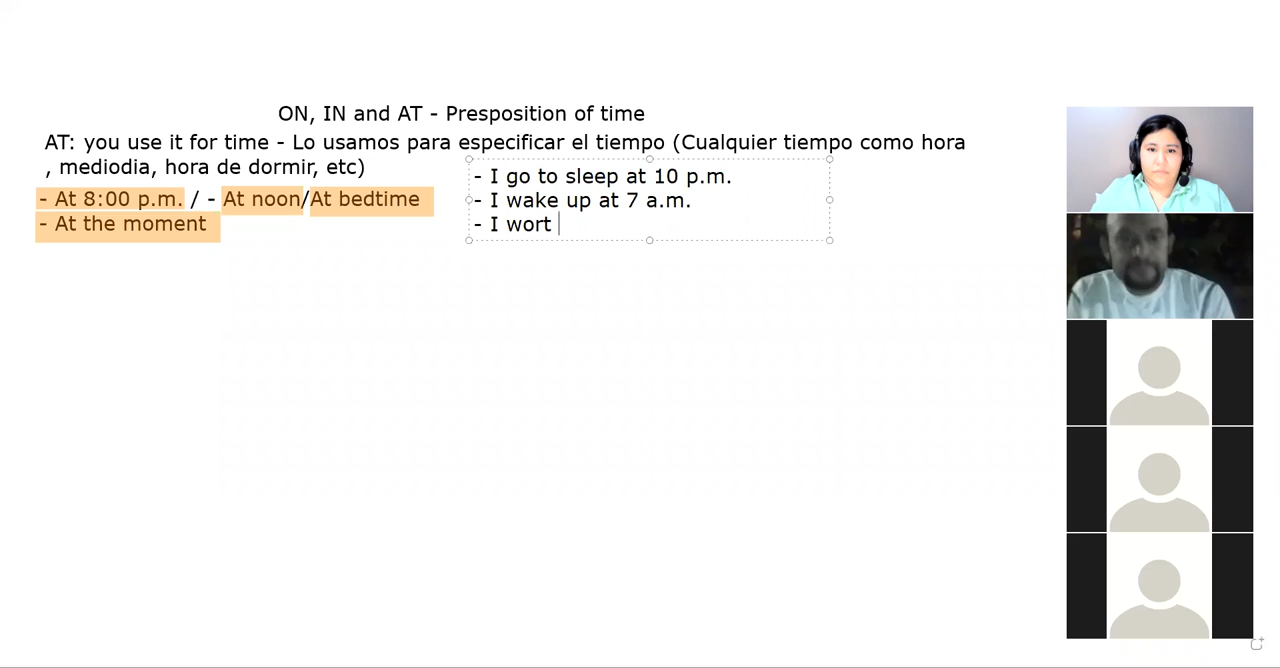 ON, IN and AT - Presposition of time
AT: you use it for time - Lo usamos para especificar el tiempo (Cualquier tiempo como hora
, mediodia, hora de dormir, etc)
- At 8:00 p.m. / - At noon/At bedtime
- At the moment
- I go to sleep at 10 p.m.
- I wake up at 7 a.m.
- I wort